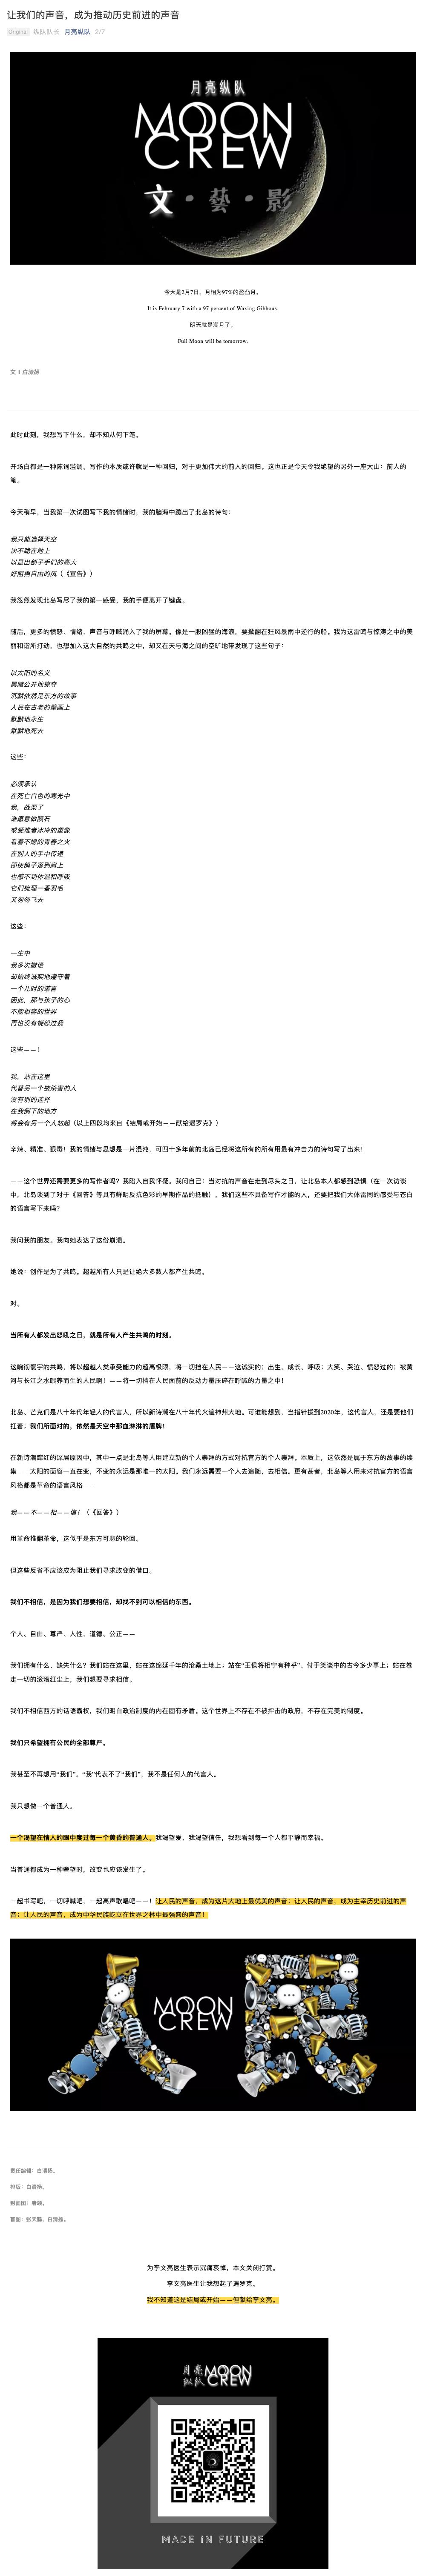 让我们的声音，成为推动历史前进的声音
Original 纵队队长 月亮纵队 2/7
月亮纵队
MOON
CREW
文·藝·影
今天是2月7日，月相为97%的盈凸月。
It is February 7 with a 97 percent of Waxing Gibbous.
明天就是满月了。
Full Moon will be tomorrow.
文 ||
此时此刻，我想写下什么，却不知从何下笔。
开场白都是一种陈词滥调。写作的本质或许就是一种回归，对于更加伟大的前人的回归。这也正是今天令我绝望的另外一座大山：前人的
笔。
今天稍早，当我第一次试图写下我的情绪时，我的脑海中蹦出了北岛的诗句：
我只能选择天空
决不跪在地上
以显出刽子手们的高大
好阻挡自由的风（《宣告》）
我忽然发现北岛写尽了我的第一感受，我的手便离开了键盘。
随后，更多的愤怒、情绪、声音与呼喊涌入了我的屏幕。像是一股凶猛的海浪，要掀翻在狂风暴雨中逆行的船。我为这雷鸣与惊涛之中的美
丽和谐所打动，也想加入这大自然的共鸣之中，却又在天与海之间的空旷地带发现了这些句子：
以太阳的名义
黑暗公开地掠夺
沉默依然是东方的故事
人民在古老的壁画上
默默地永生
默默地死去
这些：
必须承认
在死亡白色的寒光中
我，战栗了
谁愿意做陨石
或受难者冰冷的塑像
看着不熄的青春之火
在别人的手中传递
即使鸽子落到肩上
也感不到体温和呼吸
它们梳理一番羽毛
又匆匆飞去
这些：
一生中
我多次撒谎
却始终诚实地遵守着
一个儿时的诺言
因此，那与孩子的心
不能相容的世界
再也没有饶恕过我
这些——！
我，站在这里
代替另一个被杀害的人
没有别的选择
在我倒下的地方
将会有另一个人站起（以上四段均来自《结局或开始——献给遇罗克》）
辛辣、精准、狠毒！我的情绪与思想是一片混沌，可四十多年前的北岛已经将这所有的所有用最有冲击力的诗句写了出来！
——这个世界还需要更多的写作者吗？我陷入自我怀疑。我问自己：当对抗的声音在走到尽头之日，让北岛本人都感到恐惧（在一次访谈
中，北岛谈到了对于《回答》等具有鲜明反抗色彩的早期作品的抵触），我们这些不具备写作才能的人，还要把我们大体雷同的感受与苍白
的语言写下来吗？
我问我的朋友。我向她表达了这份崩溃。
她说：创作是为了共鸣。超越所有人只是让绝大多数人都产生共鸣。
对。
当所有人都发出怒吼之日，就是所有人产生共鸣的时刻。
这响彻寰宇的共鸣，将以超越人类承受能力的超高极限，将一切挡在人民——这诚实的；出生、成长、呼吸；大笑、哭泣、愤怒过的；被黄
河与长江之水喂养而生的人民啊！——将一切挡在人民面前的反动力量压碎在呼喊的力量之中！
北岛、芒克们是八十年代年轻人的代言人，所以新诗潮在八十年代火遍神州大地。可谁能想到，当指针拨到2020年，这代言人，还是要他们
扛着；我们所面对的，依然是天空中那血淋淋的盾牌！
在新诗潮蹿红的深层原因中，其中一点是北岛等人用建立新的个人崇拜的方式对抗官方的个人崇拜。本质上，这依然是属于东方的故事的续
集——太阳的面容一直在变，不变的永远是那唯一的太阳。我们永远需要一个人去追随，去相信。更有甚者，北岛等人用来对抗官方的语言
风格都是革命的语言风格——
我——不——相——信！（《回答》）
用革命推翻革命，这似乎是东方可悲的轮回。
但这些反省不应该成为阻止我们寻求改变的借口。
我们不相信，是因为我们想要相信，却找不到可以相信的东西。
个人、自由、尊严、人性、道德、公正——
我们拥有什么、缺失什么？我们站在这里，站在这绵延千年的沧桑土地上；站在“王侯将相宁有种乎”、付于笑谈中的古今多少事上；站在卷
走一切的滚滚红尘上，我们想要寻求相信。
我们不相信西方的话语霸权，我们明白政治制度的内在固有矛盾。这个世界上不存在不被抨击的政府，不存在完美的制度。
我们只希望拥有公民的全部尊严。
我甚至不再想用“我们”。“我”代表不了“我们”，我不是任何人的代言人。
我只想做一个普通人。
一个渴望在情人的眼中度过每一个黄昏的普通人。我渴望爱，我渴望信任，我想看到每一个人都平静而幸福。
当普通都成为一种奢望时，改变也应该发生了。
一起书写吧，一切呼喊吧，一起高声歌唱吧——！让人民的声音，成为这片大地上最优美的声音；让人民的声音，成为主宰历史前进的声
音；让人民的声音，成为中华民族屹立在世界之林中最强盛的声音！
人民
MOON
CREW
责任编辑：
排版：
封面图：
首图：
为李文亮医生表示沉痛哀悼，本文关闭打赏。
李文亮医生让我想起了遇罗克。
我不知道这是结局或开始——但献给李文亮。
月亮纵队 MOON CREW
MADE IN FUTURE